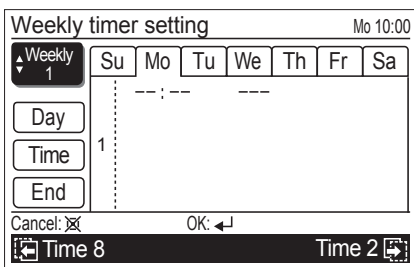 Weekly timer setting Mo 10:00
Weekly Su Mo Tu We Th Fr Sa
1
--:-- ---
Day
1
Time
End
Cancel: OK:
Time 8 Time 2